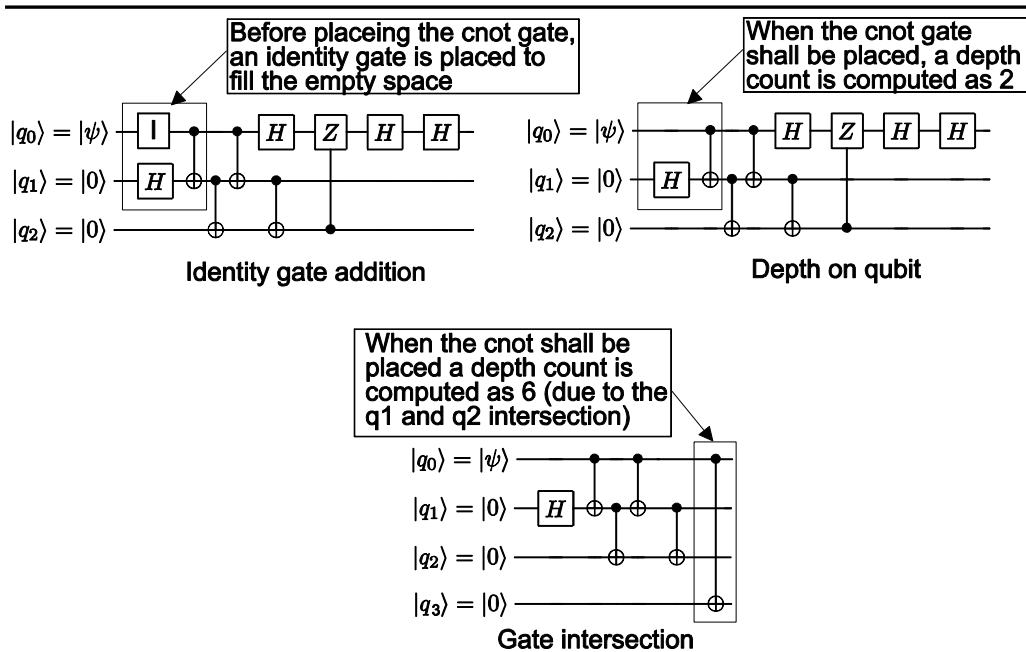 Before placeing the cnot gate,
an identity gate is placed to
fill the empty space
|q₀⟩ = |ψ⟩ I H Z H H
|q₁⟩ = |0⟩ H
|q₂⟩ = |0⟩
Identity gate addition
When the cnot gate
shall be placed, a depth
count is computed as 2
|q₀⟩ = |ψ⟩ H Z H H
|q₁⟩ = |0⟩ H
|q₂⟩ = |0⟩
Depth on qubit
When the cnot shall be
placed a depth count is
computed as 6 (due to the
q1 and q2 intersection)
|q₀⟩ = |ψ⟩
|q₁⟩ = |0⟩ H
|q₂⟩ = |0⟩
|q₃⟩ = |0⟩
Gate intersection